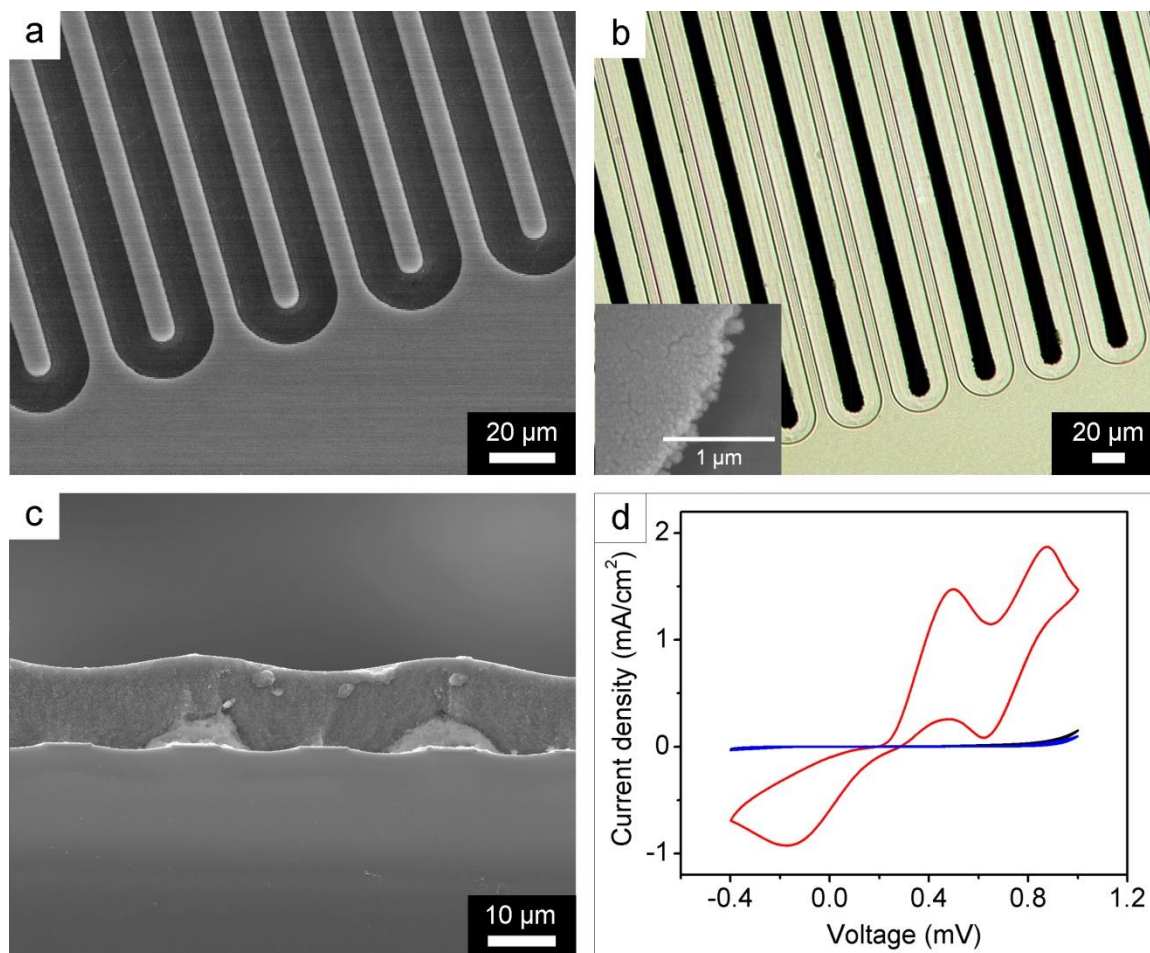 a
20 µm
b
1 µm
20 µm
c
10 µm
d
Current density (mA/cm²)
2
1
0
-1
-0.4
0.0
0.4
0.8
1.2
Voltage (mV)